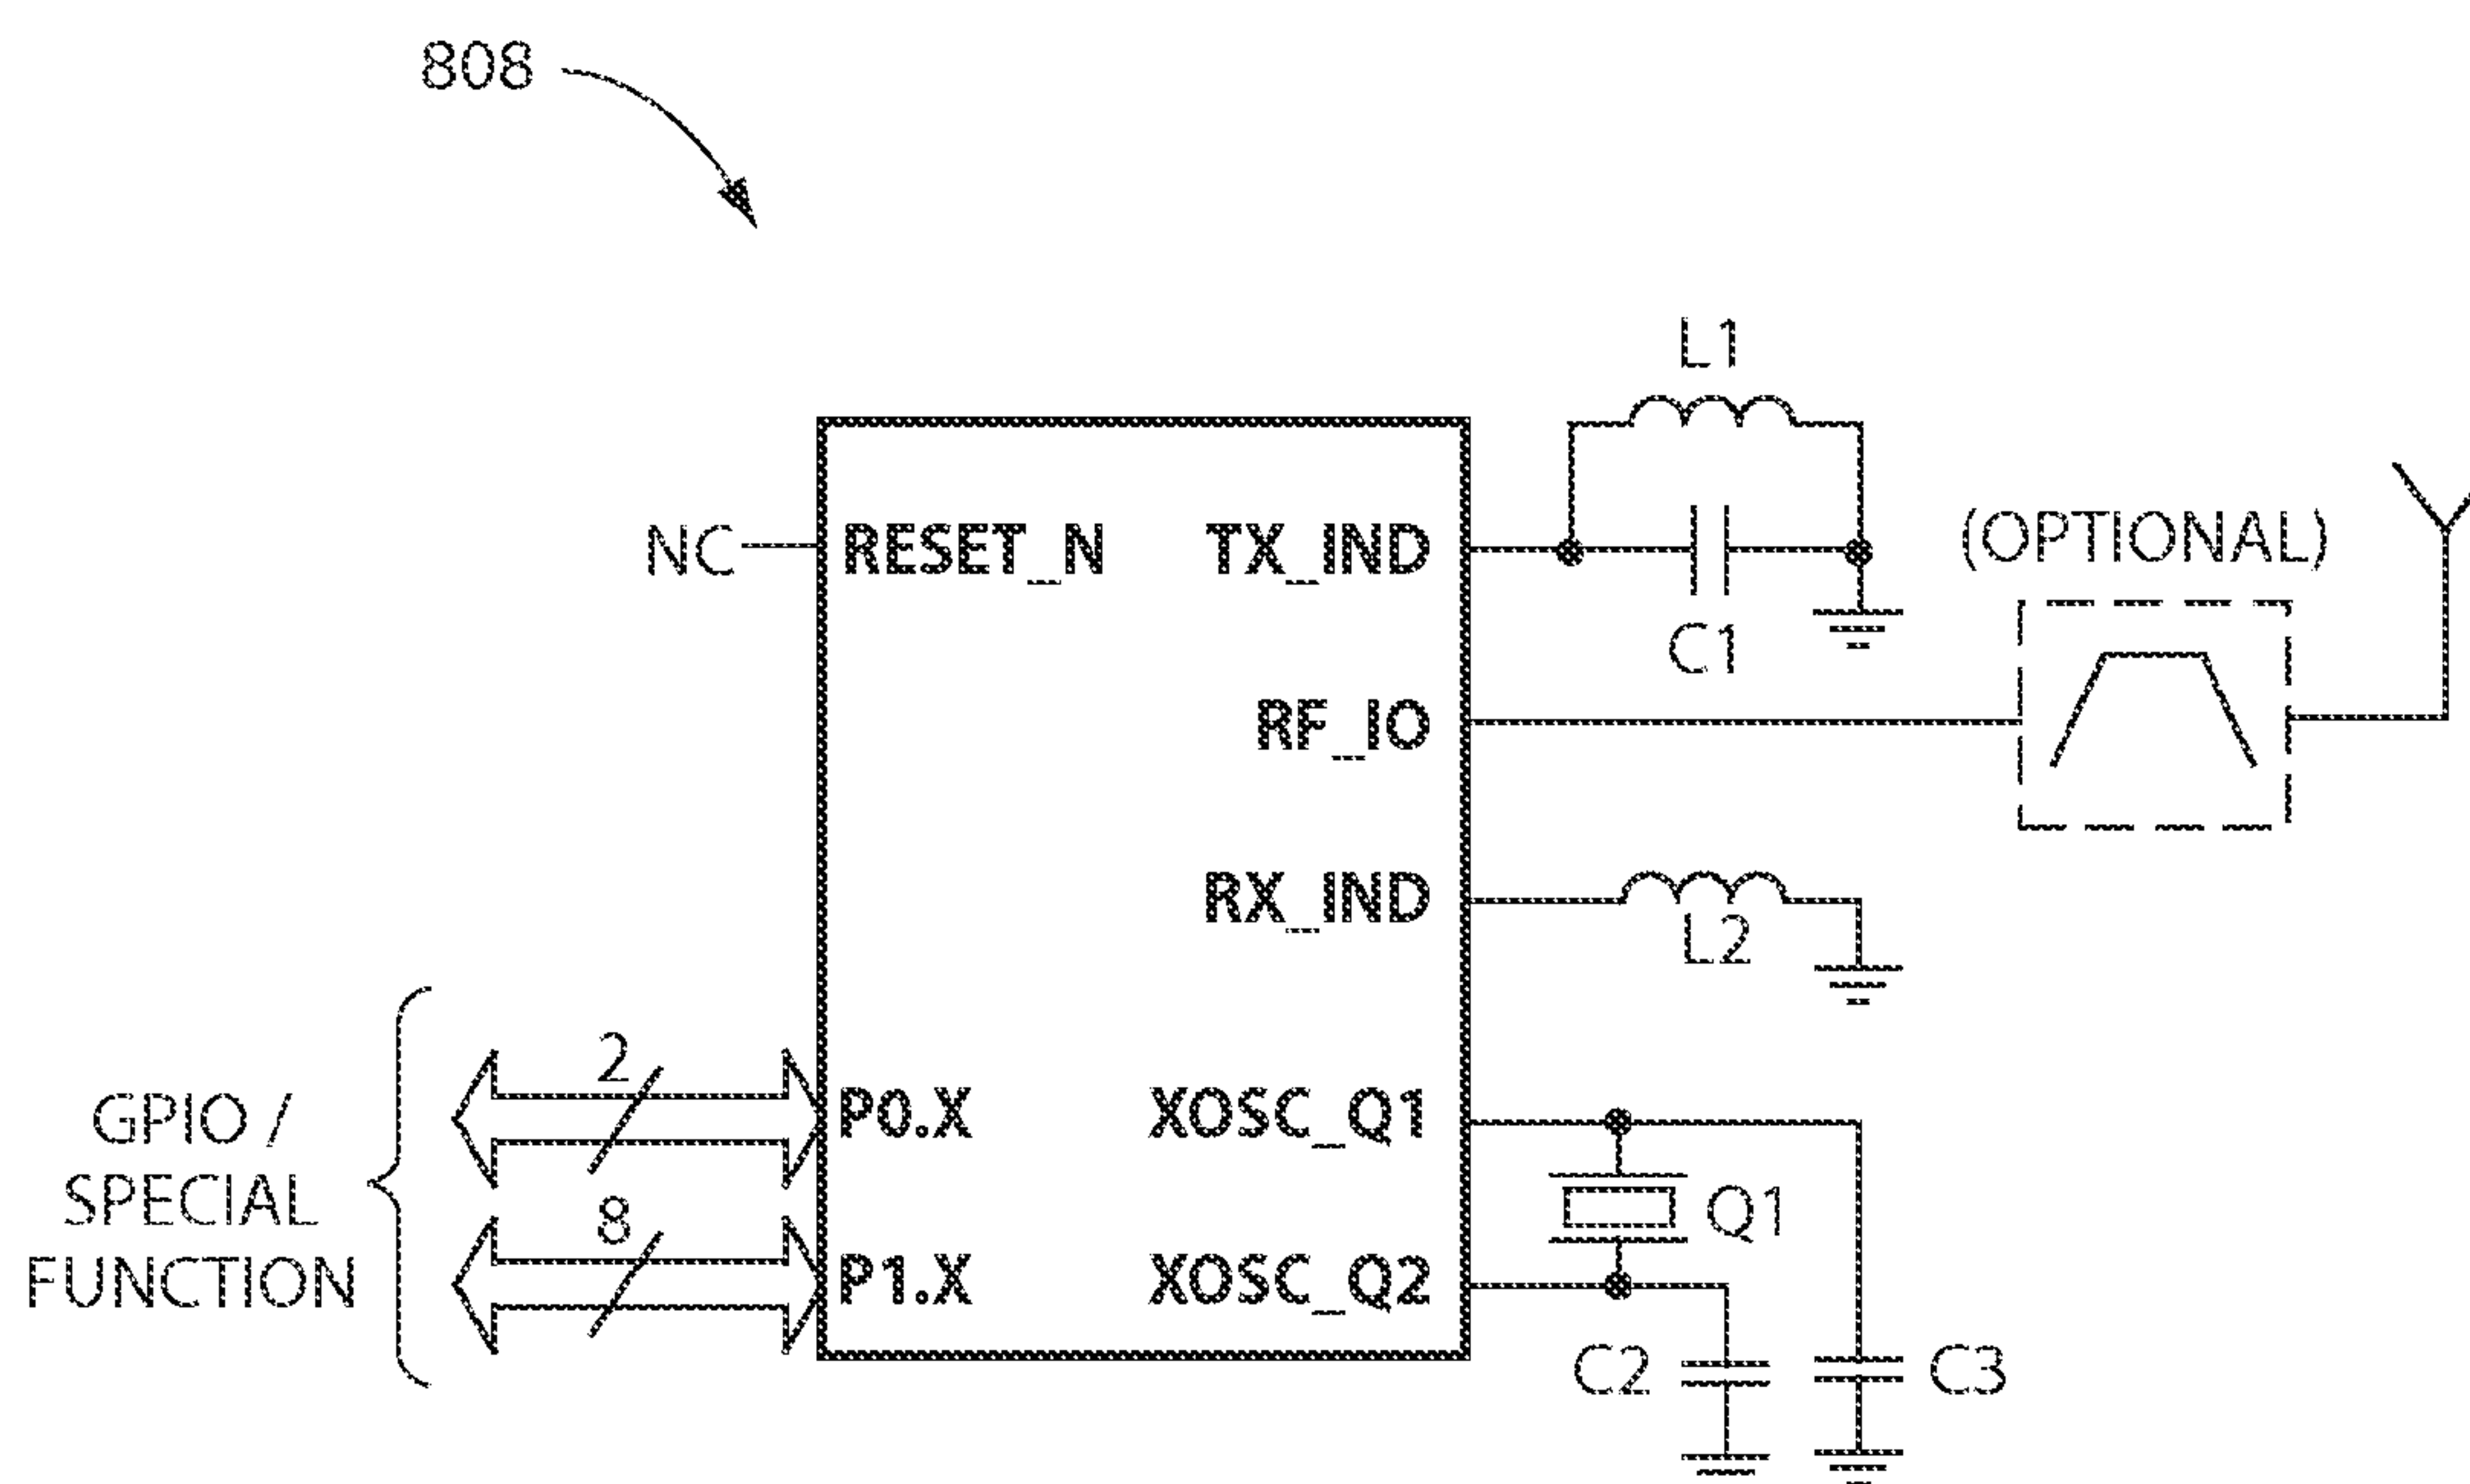 808
L1
NC
RESET_N
TX_IND
(OPTIONAL)
C1
RF_IO
RX_IND
L2
2
GPIO /
SPECIAL
FUNCTION
P0.X
XOSC_Q1
8
Q1
P1.X
XOSC_Q2
C2
C3